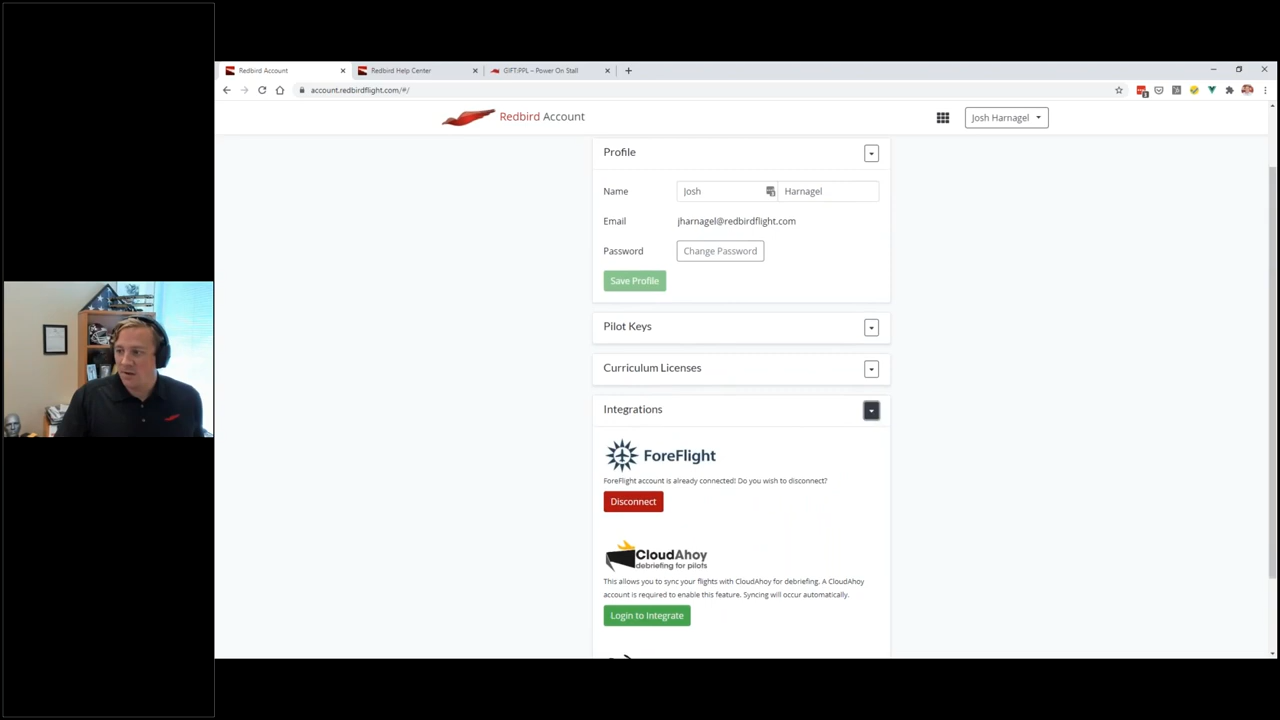 Redbird Account
Redbird Help Center
GIFT:PPL – Power On Stall
account.redbirdflight.com/#/
Redbird Account
Josh Harnagel
Profile
Name
Josh
Harnagel
Email
jharnagel@redbirdflight.com
Password
Change Password
Save Profile
Pilot Keys
Curriculum Licenses
Integrations
ForeFlight
ForeFlight account is already connected! Do you wish to disconnect?
Disconnect
CloudAhoy
debriefing for pilots
This allows you to sync your flights with CloudAhoy for debriefing. A CloudAhoy
account is required to enable this feature. Syncing will occur automatically.
Login to Integrate